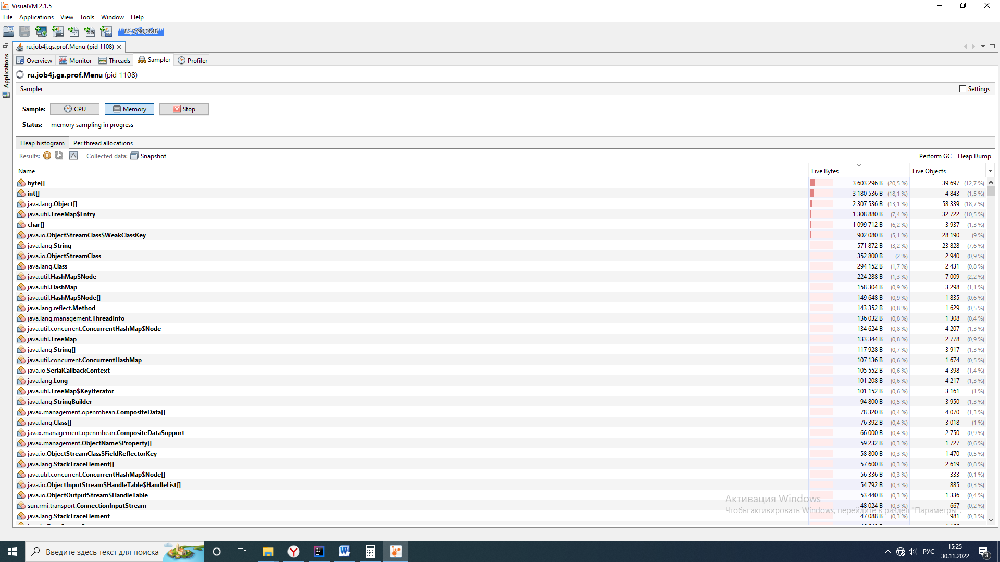 VisualVM 2.1.5
File Applications View Tools Window Help
82,7/90,0MB
ru.job4j.gs.prof.Menu (pid 1108)
Applications
Overview Monitor Threads Sampler Profiler
ru.job4j.gs.prof.Menu (pid 1108)
Sampler Settings
Sample: CPU Memory Stop
Status: memory sampling in progress
Heap histogram Per thread allocations
Results: Collected data: Snapshot Perform GC Heap Dump
Name Live Bytes Live Objects
byte[] 3 603 296 B (20,5 %) 39 697 (12,7 %)
int[] 3 180 536 B (18,1 %) 4 843 (1,5 %)
java.lang.Object[] 2 307 536 B (13,1 %) 58 339 (18,7 %)
java.util.TreeMap$Entry 1 308 880 B (7,4 %) 32 722 (10,5 %)
char[] 1 099 712 B (6,2 %) 3 937 (1,3 %)
java.io.ObjectStreamClass$WeakClassKey 902 080 B (5,1 %) 28 190 (9 %)
java.lang.String 571 872 B (3,2 %) 23 828 (7,6 %)
java.io.ObjectStreamClass 352 800 B (2 %) 2 940 (0,9 %)
java.lang.Class 294 152 B (1,7 %) 2 431 (0,8 %)
java.util.HashMap$Node 224 288 B (1,3 %) 7 009 (2,2 %)
java.util.HashMap 158 304 B (0,9 %) 3 298 (1,1 %)
java.util.HashMap$Node[] 149 648 B (0,9 %) 1 835 (0,6 %)
java.lang.reflect.Method 143 352 B (0,8 %) 1 629 (0,5 %)
java.lang.management.ThreadInfo 136 032 B (0,8 %) 1 308 (0,4 %)
java.util.concurrent.ConcurrentHashMap$Node 134 624 B (0,8 %) 4 207 (1,3 %)
java.util.TreeMap 133 344 B (0,8 %) 2 778 (0,9 %)
java.lang.String[] 117 928 B (0,7 %) 3 917 (1,3 %)
java.util.concurrent.ConcurrentHashMap 107 136 B (0,6 %) 1 674 (0,5 %)
java.io.SerialCallbackContext 105 552 B (0,6 %) 4 398 (1,4 %)
java.lang.Long 101 208 B (0,6 %) 4 217 (1,3 %)
java.util.TreeMap$KeyIterator 101 152 B (0,6 %) 3 161 (1 %)
java.lang.StringBuilder 94 800 B (0,5 %) 3 950 (1,3 %)
javax.management.openmbean.CompositeData[] 78 320 B (0,4 %) 4 070 (1,3 %)
java.lang.Class[] 76 392 B (0,4 %) 3 018 (1 %)
javax.management.openmbean.CompositeDataSupport 66 000 B (0,4 %) 2 750 (0,9 %)
javax.management.ObjectName$Property[] 59 232 B (0,3 %) 1 727 (0,6 %)
java.io.ObjectStreamClass$FieldReflectorKey 58 800 B (0,3 %) 1 470 (0,5 %)
java.lang.StackTraceElement[] 57 600 B (0,3 %) 2 619 (0,8 %)
java.util.concurrent.ConcurrentHashMap$Node[] 56 336 B (0,3 %) 333 (0,1 %)
java.io.ObjectInputStream$HandleTable$HandleList[] 54 792 B (0,3 %) 885 (0,3 %)
java.io.ObjectOutputStream$HandleTable 53 440 B (0,3 %) 1 336 (0,4 %)
sun.rmi.transport.ConnectionInputStream 48 024 B (0,3 %) 667 (0,2 %)
java.lang.StackTraceElement 47 088 B (0,3 %) 981 (0,3 %)
Активация Windows
Чтобы активировать Windows, перейдите в раздел "Параметры".
Введите здесь текст для поиска
РУС
15:25
30.11.2022
3